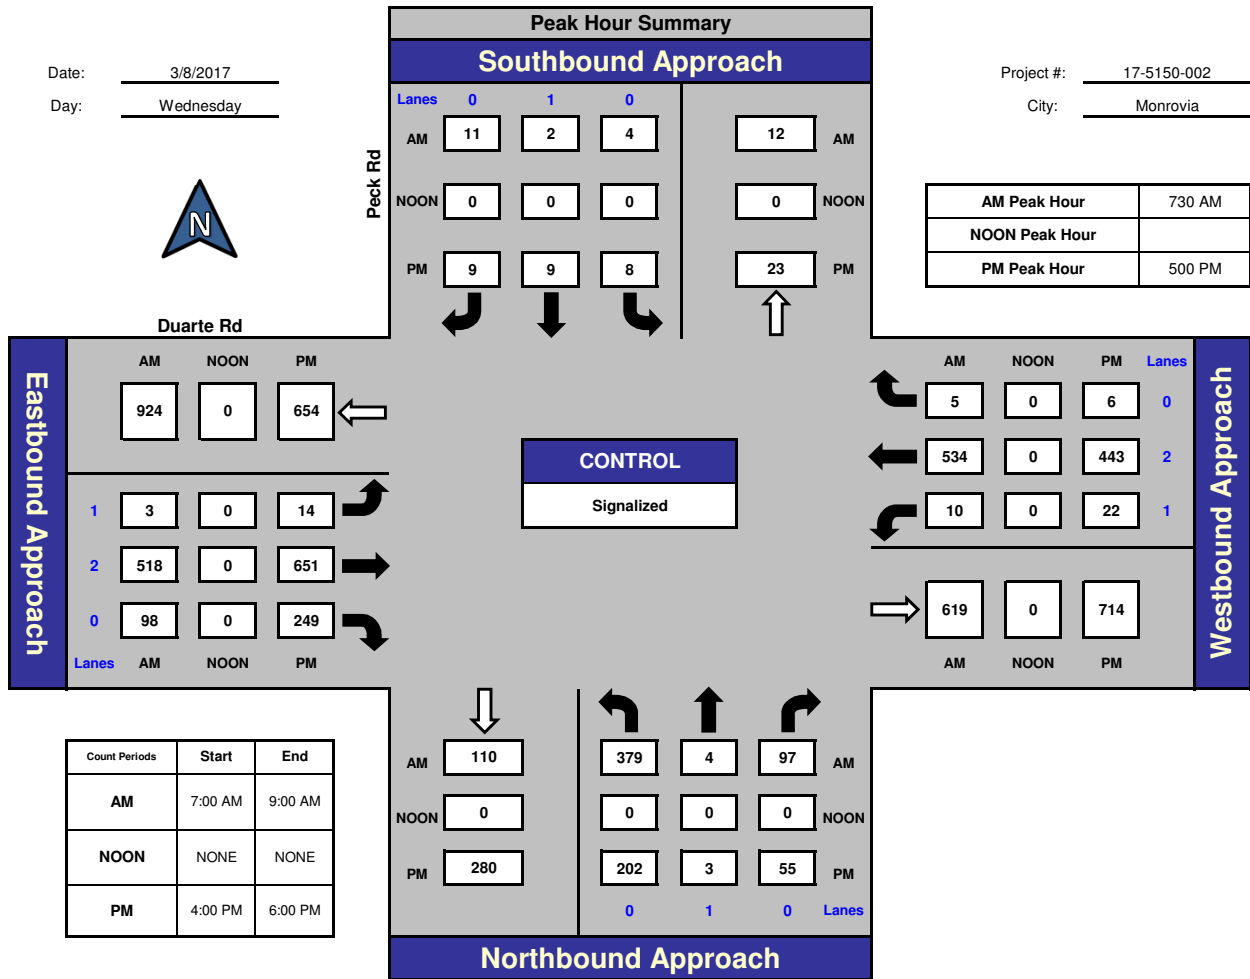 Peak Hour Summary
Southbound Approach
Date: 3/8/2017
Day: Wednesday
Project #: 17-5150-002
City: Monrovia
N
Peck Rd
Lanes 0 1 0
AM 11 2 4 12 AM
NOON 0 0 0 0 NOON
PM 9 9 8 23 PM
AM Peak Hour 730 AM
NOON Peak Hour
PM Peak Hour 500 PM
Duarte Rd
Eastbound Approach
AM NOON PM
924 0 654
1 3 0 14
2 518 0 651
0 98 0 249
Lanes AM NOON PM
CONTROL
Signalized
AM NOON PM Lanes
5 0 6 0
534 0 443 2
10 0 22 1
619 0 714
AM NOON PM
Westbound Approach
Count Periods Start End
AM 7:00 AM 9:00 AM
NOON NONE NONE
PM 4:00 PM 6:00 PM
AM 110 379 4 97 AM
NOON 0 0 0 0 NOON
PM 280 202 3 55 PM
0 1 0 Lanes
Northbound Approach